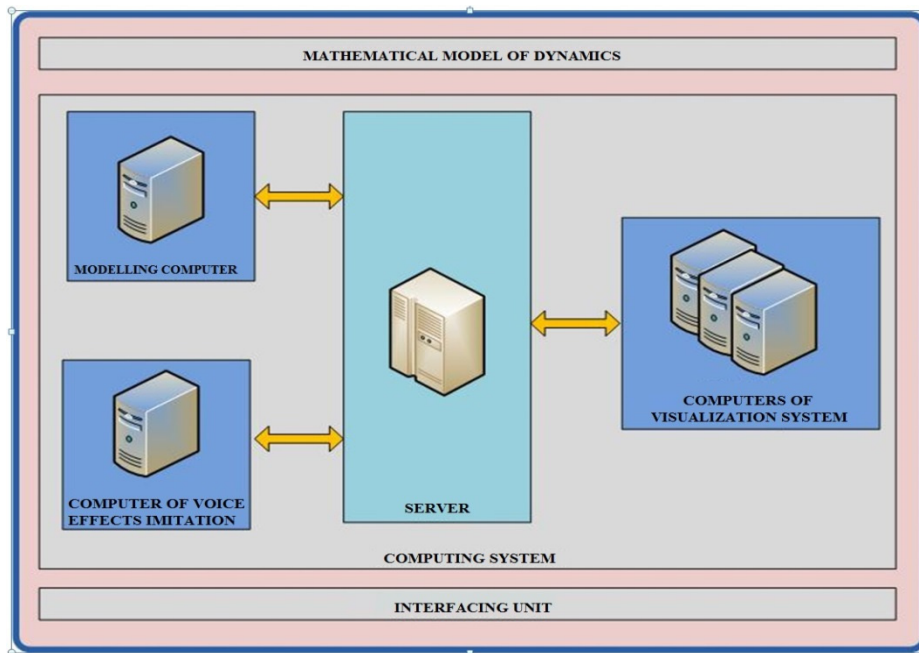 MATHEMATICAL MODEL OF DYNAMICS
MODELLING COMPUTER
COMPUTER OF VOICE
EFFECTS IMITATION
SERVER
COMPUTERS OF
VISUALIZATION SYSTEM
COMPUTING SYSTEM
INTERFACING UNIT